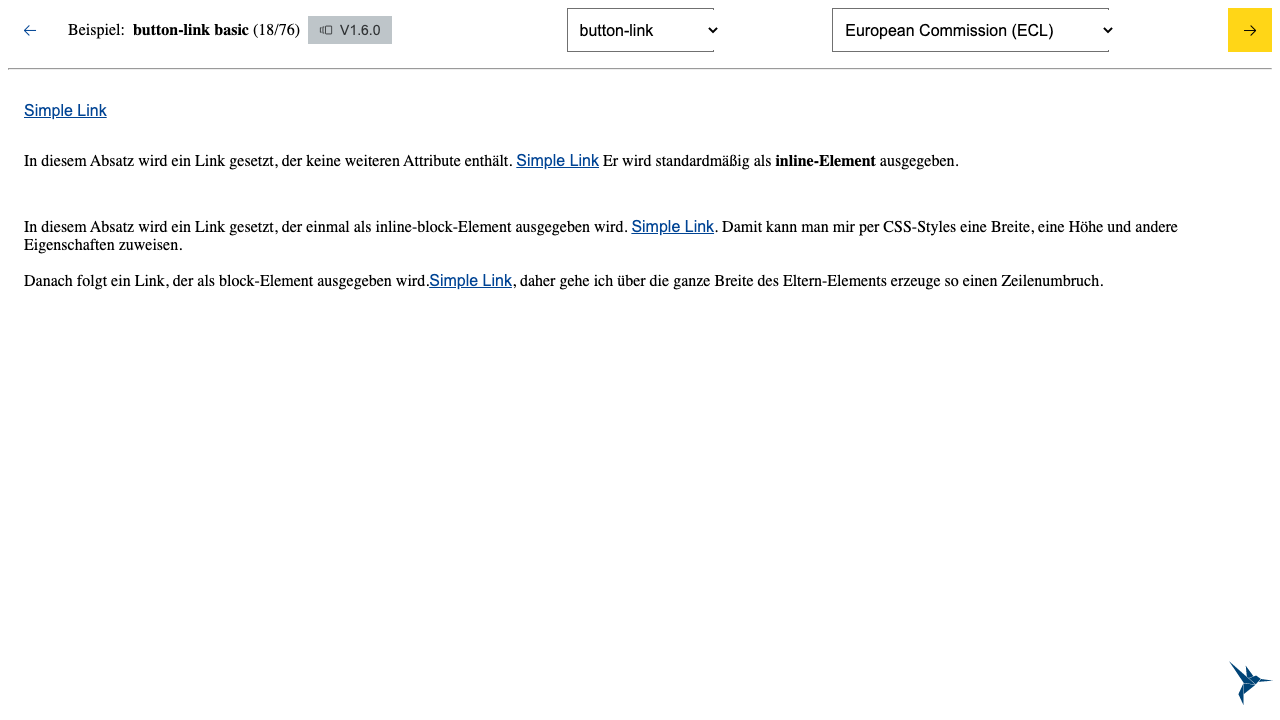 Beispiel: button-link basic (18/76) V1.6.0 button-link European Commission (ECL)
Simple Link
In diesem Absatz wird ein Link gesetzt, der keine weiteren Attribute enthält. Simple Link Er wird standardmäßig als inline-Element ausgegeben.
In diesem Absatz wird ein Link gesetzt, der einmal als inline-block-Element ausgegeben wird. Simple Link. Damit kann man mir per CSS-Styles eine Breite, eine Höhe und andere
Eigenschaften zuweisen.
Danach folgt ein Link, der als block-Element ausgegeben wird.Simple Link, daher gehe ich über die ganze Breite des Eltern-Elements erzeuge so einen Zeilenumbruch.